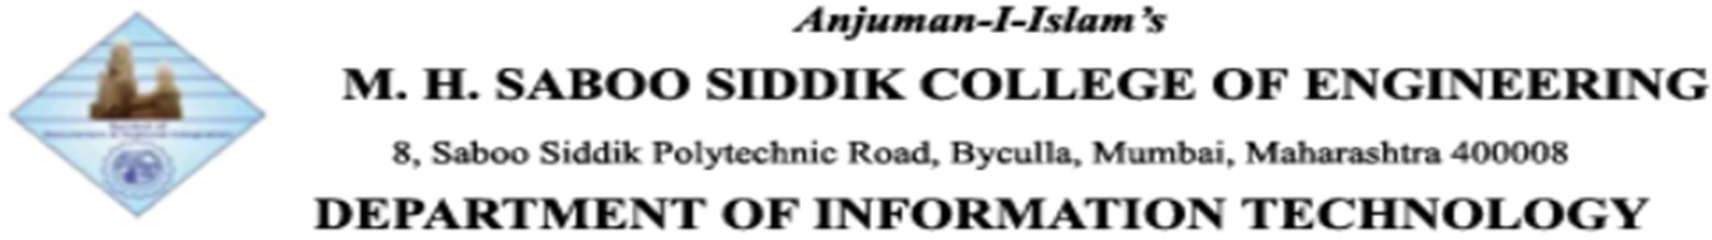 Anjuman-I-Islam's
M. H. SABOO SIDDIK COLLEGE OF ENGINEERING
8, Saboo Siddik Polytechnic Road, Byculla, Mumbai, Maharashtra 400008
DEPARTMENT OF INFORMATION TECHNOLOGY